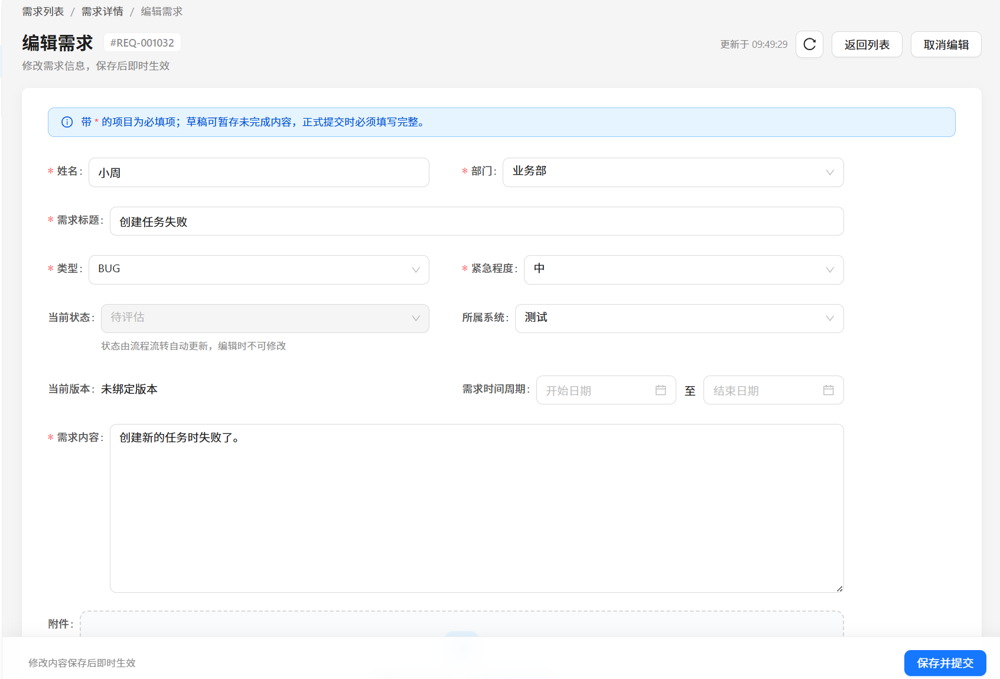 需求列表 / 需求详情 / 编辑需求
编辑需求 #REQ-001032
更新于 09:49:29 返回列表 取消编辑
修改需求信息，保存后即时生效
带 * 的项目为必填项；草稿可暂存未完成内容，正式提交时必须填写完整。
* 姓名: 小周 * 部门: 业务部
* 需求标题: 创建任务失败
* 类型: BUG * 紧急程度: 中
当前状态: 待评估 所属系统: 测试
状态由流程流转自动更新，编辑时不可修改
当前版本: 未绑定版本 需求时间周期: 开始日期 至 结束日期
* 需求内容: 创建新的任务时失败了。
附件:
修改内容保存后即时生效 保存并提交